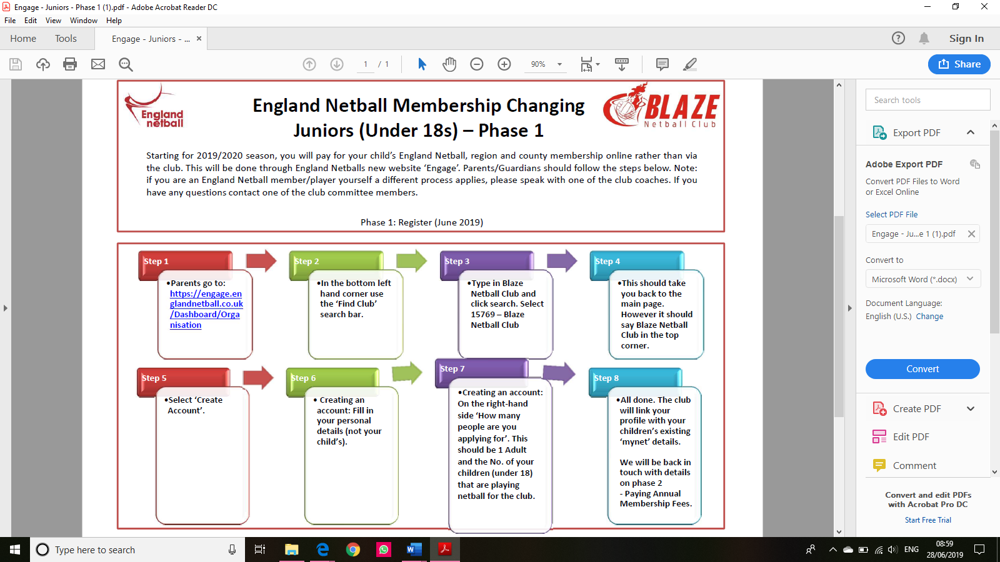 Engage - Juniors - Phase 1 (1).pdf - Adobe Acrobat Reader DC
File Edit View Window Help
Home Tools Engage - Juniors - ... × Sign In
1 / 1 90% Share
England Netball
BLAZE
Netball Club
England Netball Membership Changing
Juniors (Under 18s) – Phase 1
Starting for 2019/2020 season, you will pay for your child's England Netball, region and county membership online rather than via
the club. This will be done through England Netballs new website 'Engage'. Parents/Guardians should follow the steps below. Note:
if you are an England Netball member/player yourself a different process applies, please speak with one of the club coaches. If you
have any questions contact one of the club committee members.
Phase 1: Register (June 2019)
Step 1
•Parents go to:
https://engage.en
glandnetball.co.uk
/Dashboard/Orga
nisation
Step 2
•In the bottom left
hand corner use
the 'Find Club'
search bar.
Step 3
•Type in Blaze
Netball Club and
click search. Select
15769 – Blaze
Netball Club
Step 4
•This should take
you back to the
main page.
However it should
say Blaze Netball
Club in the top
corner.
Step 5
•Select 'Create
Account'.
Step 6
• Creating an
account: Fill in
your personal
details (not your
child's).
Step 7
•Creating an account:
On the right-hand
side 'How many
people are you
applying for'. This
should be 1 Adult
and the No. of your
children (under 18)
that are playing
netball for the club.
Step 8
•All done. The club
will link your
profile with your
children's existing
'mynet' details.
We will be back in
touch with details
on phase 2
- Paying Annual
Membership Fees.
Search tools
Export PDF
Adobe Export PDF
Convert PDF Files to Word
or Excel Online
Select PDF File
Engage - Ju...e 1 (1).pdf
Convert to
Microsoft Word (*.docx)
Document Language:
English (U.S.) Change
Convert
Create PDF
Edit PDF
Comment
Convert and edit PDFs
with Acrobat Pro DC
Start Free Trial
Type here to search
ENG
08:59
28/06/2019